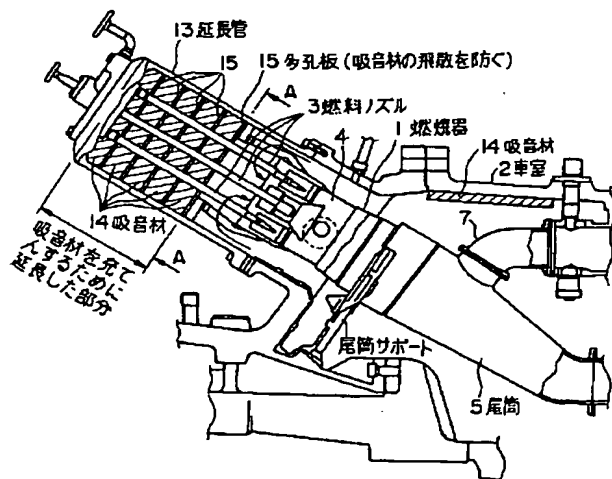 13 延長管
15
15 多孔板(吸音材の飛散を防ぐ)
A
3 燃料ノズル
1 燃焼器
4
14 吸音材
2 車室
7
14 吸音材
A
吸音材を充て
んするために
延長した部分
尾筒サポート
5 尾筒